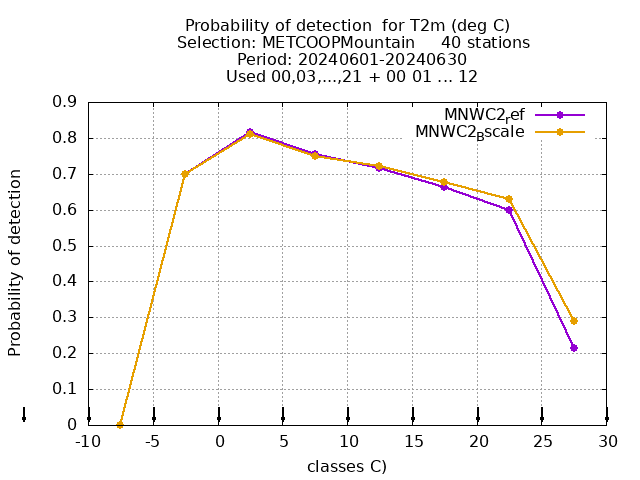 Probability of detection  for T2m (deg C)
Selection: METCOOPMountain     40 stations
Period: 20240601-20240630
Used 00,03,...,21 + 00 01 ... 12
MNWC2ref
MNWC2Bscale
Probability of detection
0.9
0.8
0.7
0.6
0.5
0.4
0.3
0.2
0.1
0
-10 -5 0 5 10 15 20 25 30
classes C)